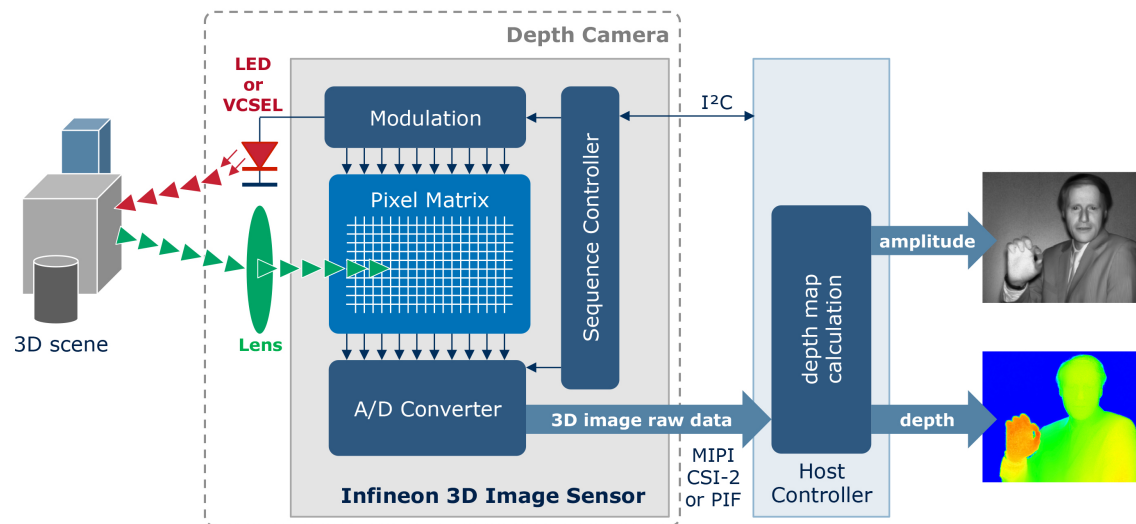 Depth Camera
LED
or
VCSEL
Modulation
I²C
Pixel Matrix
Sequence Controller
amplitude
3D scene
Lens
depth map
calculation
A/D Converter
3D image raw data
depth
MIPI
CSI-2
or PIF
Host
Controller
Infineon 3D Image Sensor